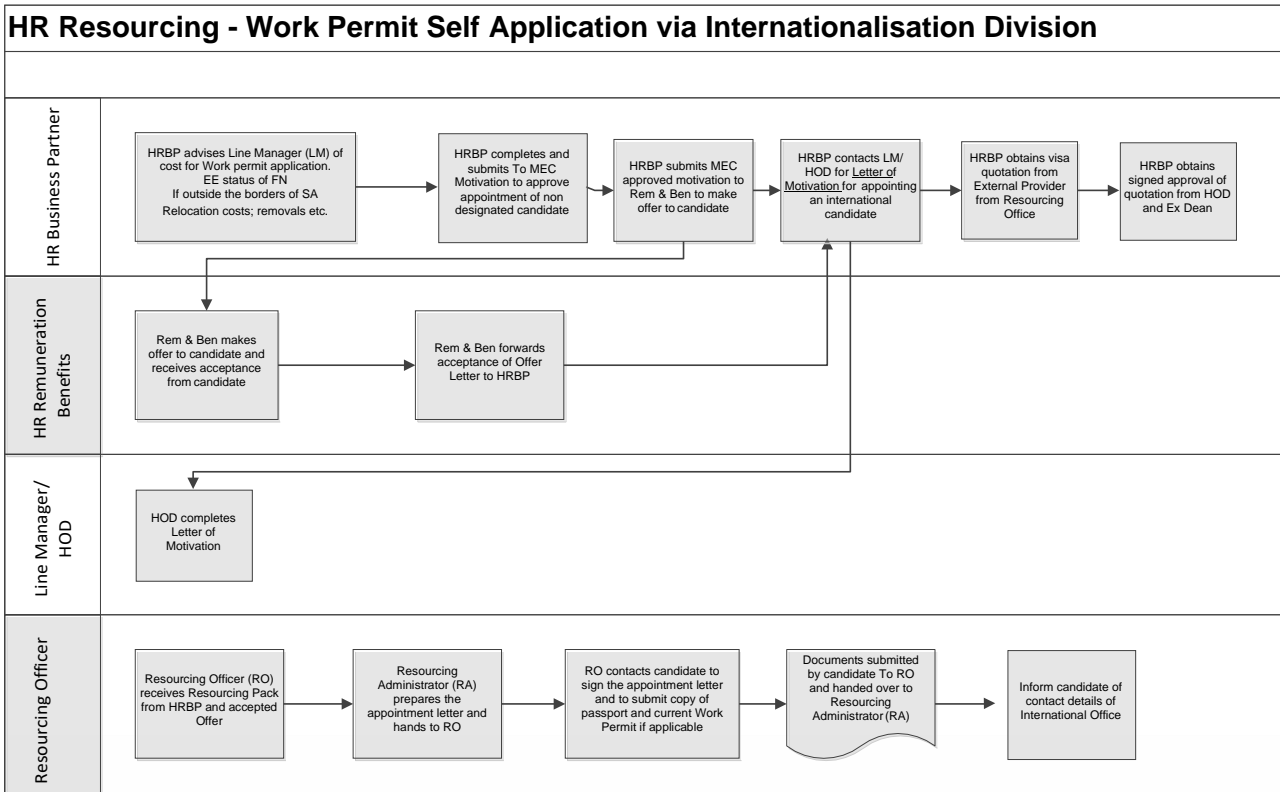 HR Resourcing - Work Permit Self Application via Internationalisation Division
HR Business Partner
HRBP advises Line Manager (LM) of
cost for Work permit application.
EE status of FN
If outside the borders of SA
Relocation costs; removals etc.
HRBP completes and
submits To MEC
Motivation to approve
appointment of non
designated candidate
HRBP submits MEC
approved motivation to
Rem & Ben to make
offer to candidate
HRBP contacts LM/
HOD for Letter of
Motivation for appointing
an international
candidate
HRBP obtains visa
quotation from
External Provider
from Resourcing
Office
HRBP obtains
signed approval of
quotation from HOD
and Ex Dean
HR Remuneration
Benefits
Rem & Ben makes
offer to candidate and
receives acceptance
from candidate
Rem & Ben forwards
acceptance of Offer
Letter to HRBP
Line Manager/
HOD
HOD completes
Letter of
Motivation
Resourcing Officer
Resourcing Officer (RO)
receives Resourcing Pack
from HRBP and accepted
Offer
Resourcing
Administrator (RA)
prepares the
appointment letter and
hands to RO
RO contacts candidate to
sign the appointment letter
and to submit copy of
passport and current Work
Permit if applicable
Documents submitted
by candidate To RO
and handed over to
Resourcing
Administrator (RA)
Inform candidate of
contact details of
International Office